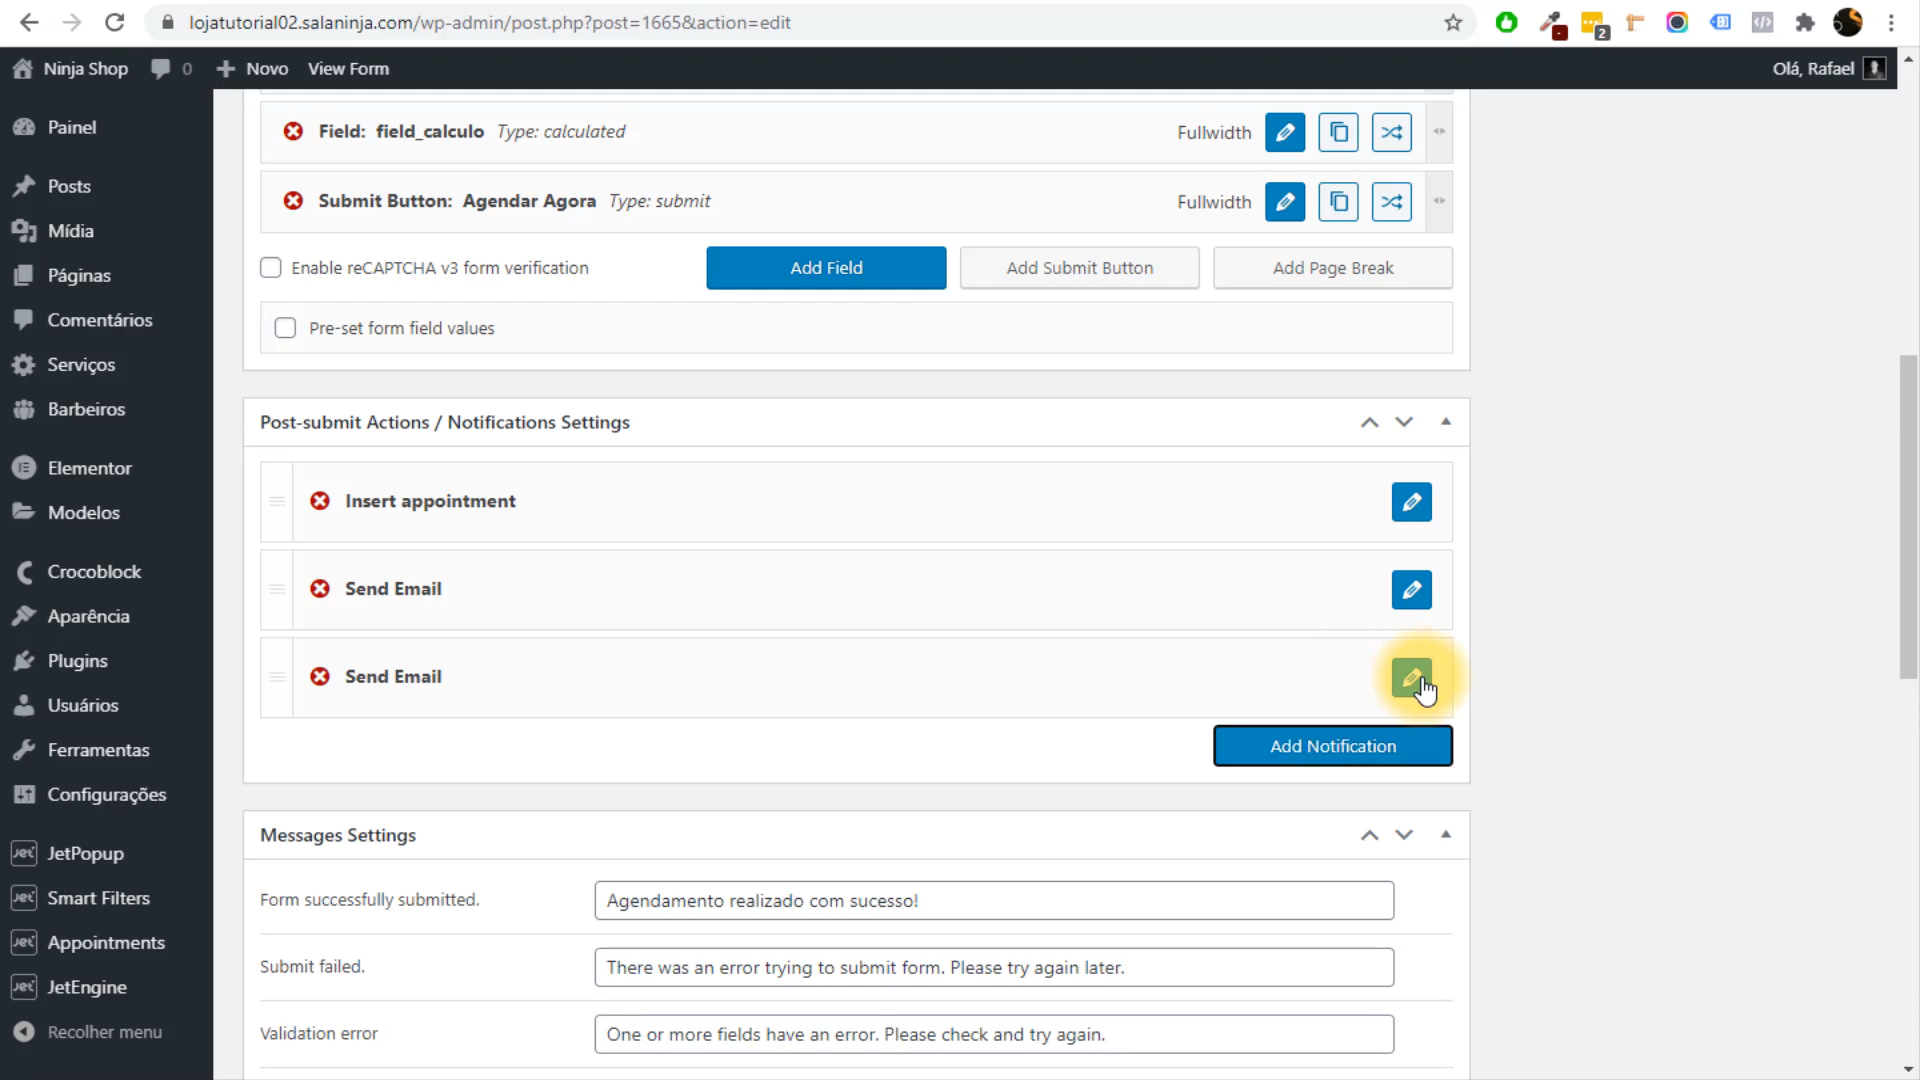 lojatutorial02.salaninja.com/wp-admin/post.php?post=1665&action=edit
2
Ninja Shop
0
Novo
View Form
Olá, Rafael
Painel
Posts
Mídia
Páginas
Comentários
Serviços
Barbeiros
Elementor
Modelos
Crocoblock
Aparência
Plugins
Usuários
Ferramentas
Configurações
Jet JetPopup
Jet Smart Filters
Jet Appointments
Jet JetEngine
Recolher menu
Field: field_calculo Type: calculated
Fullwidth
Submit Button: Agendar Agora Type: submit
Fullwidth
Enable reCAPTCHA v3 form verification
Add Field
Add Submit Button
Add Page Break
Pre-set form field values
Post-submit Actions / Notifications Settings
Insert appointment
Send Email
Send Email
Add Notification
Messages Settings
Form successfully submitted.
Agendamento realizado com sucesso!
Submit failed.
There was an error trying to submit form. Please try again later.
Validation error
One or more fields have an error. Please check and try again.